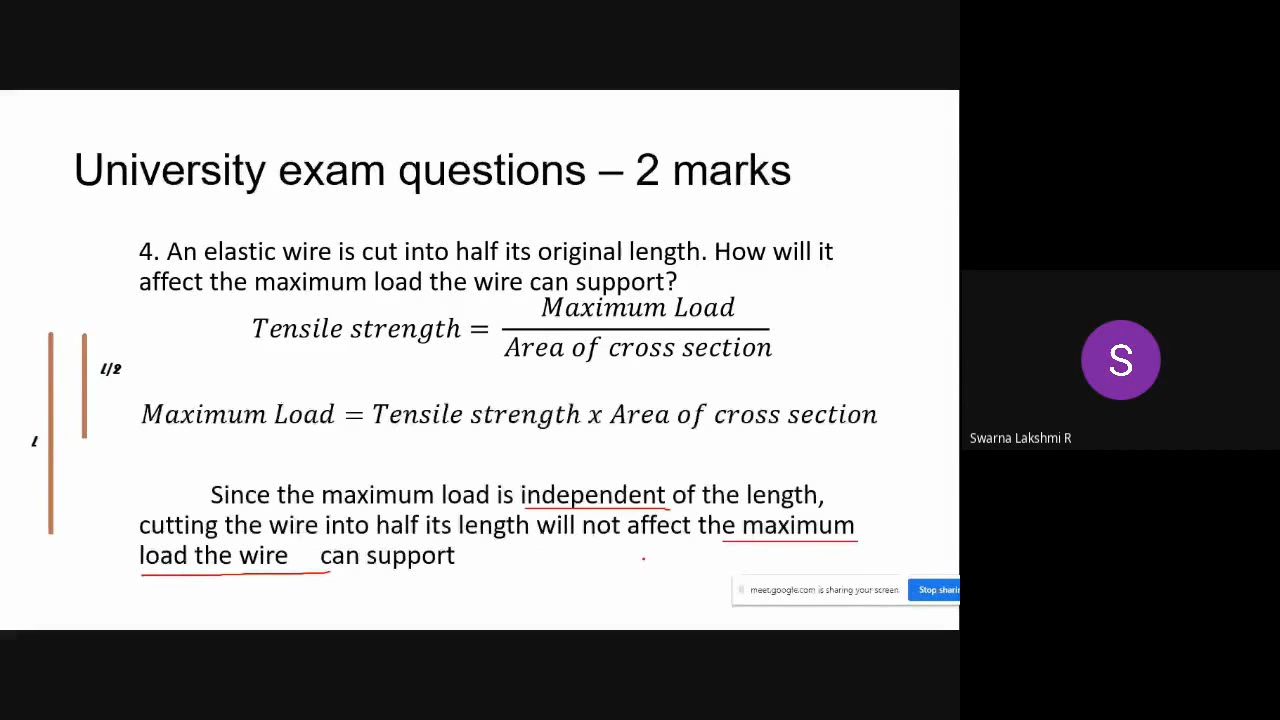 University exam questions – 2 marks
4. An elastic wire is cut into half its original length. How will it
affect the maximum load the wire can support?
Tensile strength = Maximum Load / Area of cross section
l/2
Maximum Load = Tensile strength x Area of cross section
l
Since the maximum load is independent of the length,
cutting the wire into half its length will not affect the maximum
load the wire can support
meet.google.com is sharing your screen.
Stop sharin
S
Swarna Lakshmi R